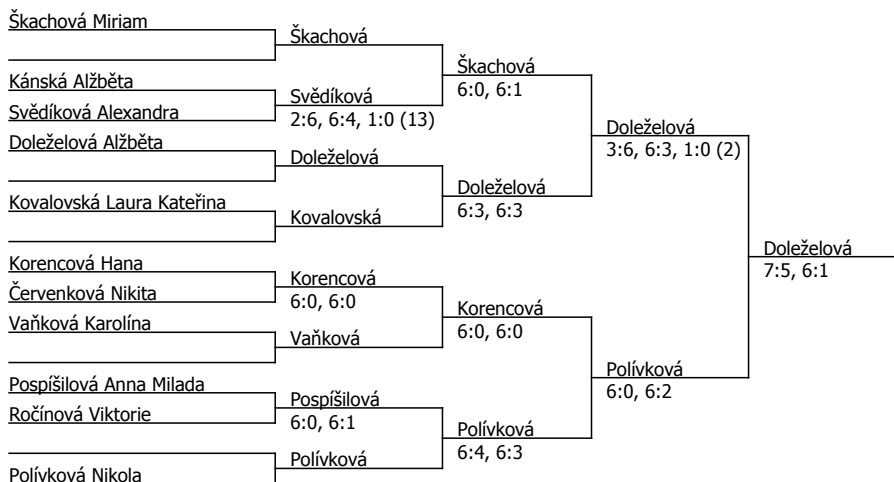 Škachová Miriam
Kánská Alžběta
Svědíková Alexandra
Doleželová Alžběta
Kovalovská Laura Kateřina
Korencová Hana
Červenková Nikita
Vaňková Karolína
Pospíšilová Anna Milada
Ročínová Viktorie
Polívková Nikola
Škachová
Svědíková
2:6, 6:4, 1:0 (13)
Doleželová
Kovalovská
Korencová
6:0, 6:0
Vaňková
Pospíšilová
6:0, 6:1
Polívková
Škachová
6:0, 6:1
Doleželová
6:3, 6:3
Korencová
6:0, 6:0
Polívková
6:4, 6:3
Doleželová
3:6, 6:3, 1:0 (2)
Polívková
6:0, 6:2
Doleželová
7:5, 6:1